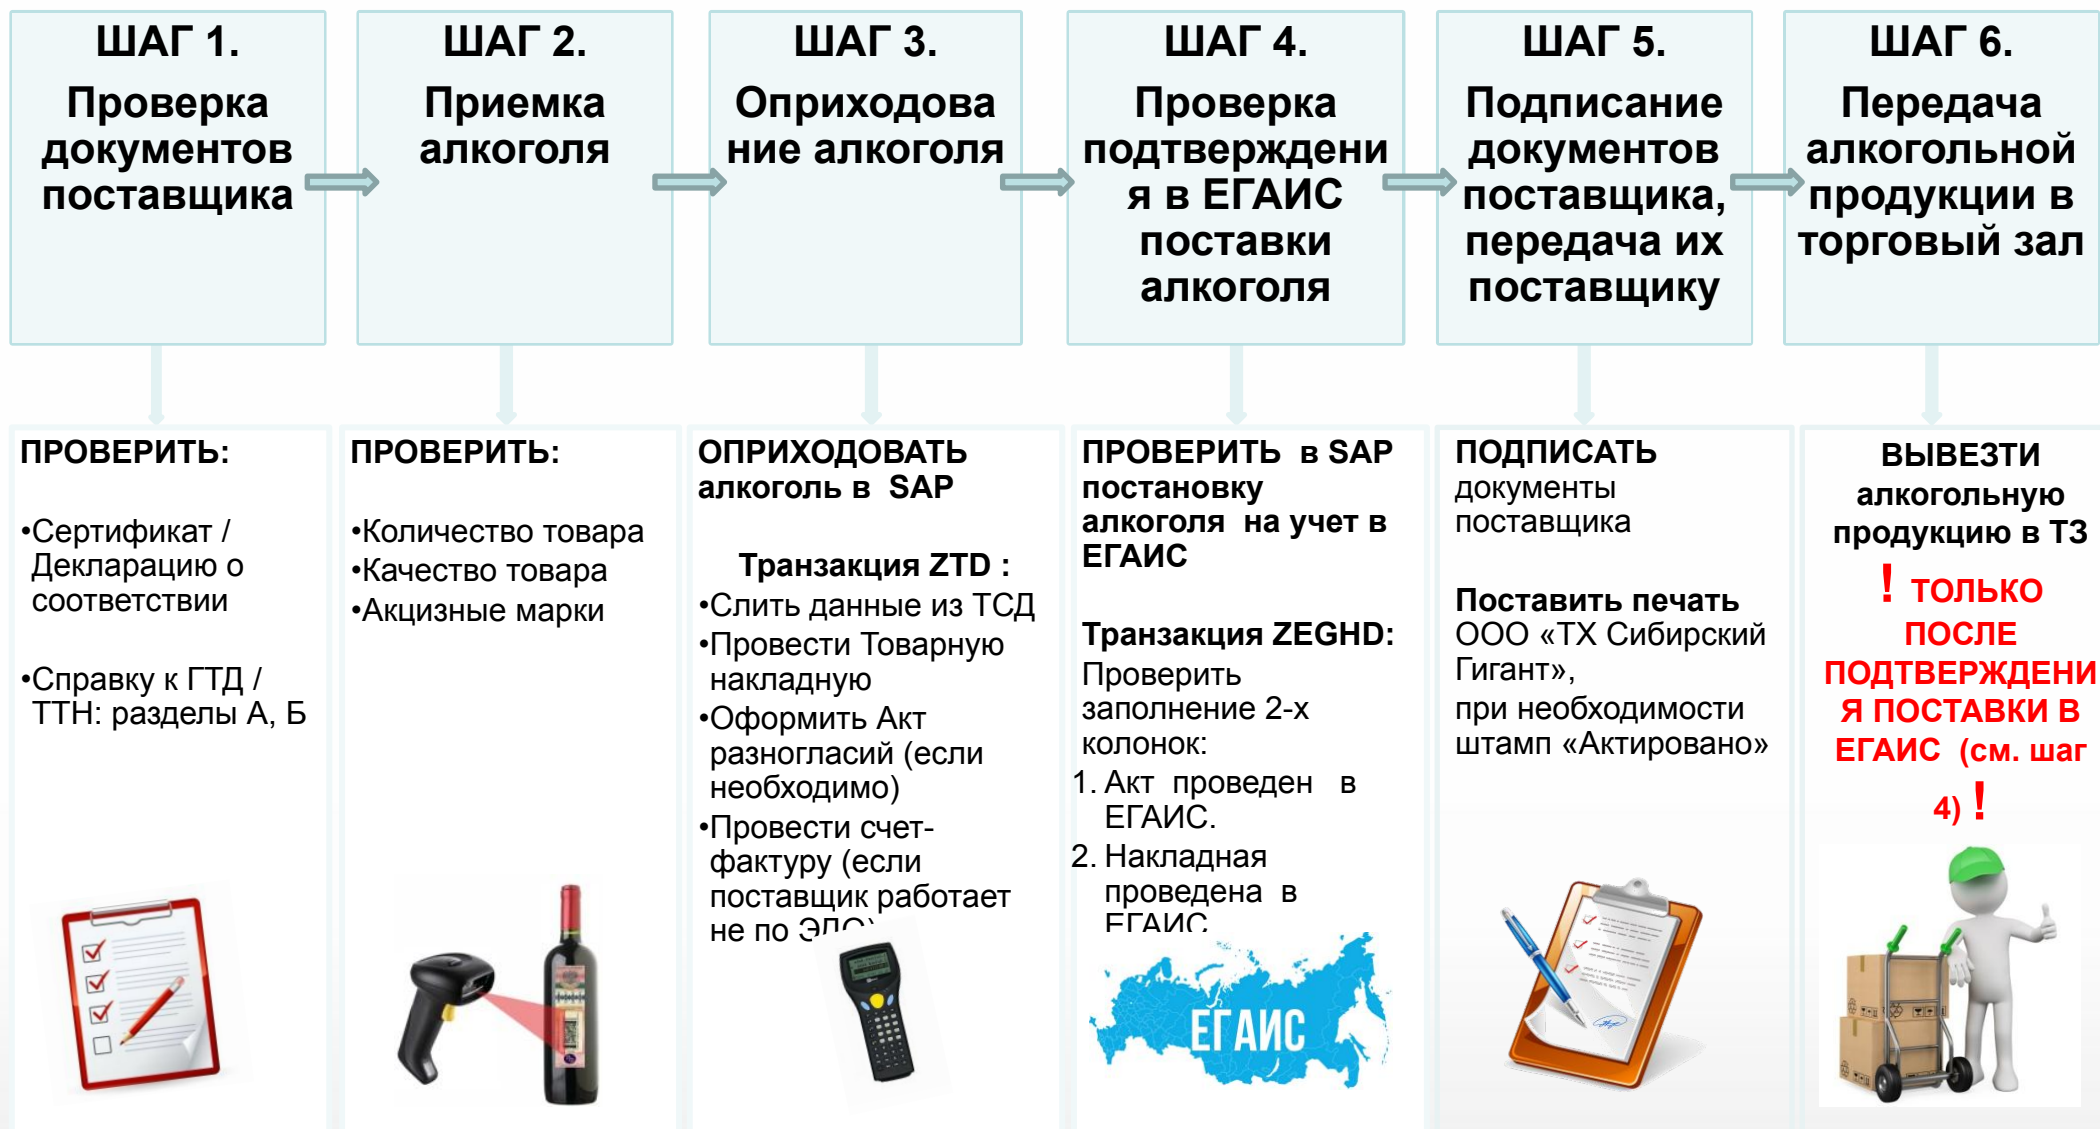 ШАГ 1.
Проверка
документов
поставщика
ШАГ 2.
Приемка
алкоголя
ШАГ 3.
Оприходова
ние алкоголя
ШАГ 4.
Проверка
подтверждени
я в ЕГАИС
поставки
алкоголя
ШАГ 5.
Подписание
документов
поставщика,
передача их
поставщику
ШАГ 6.
Передача
алкогольной
продукции в
торговый зал
ПРОВЕРИТЬ:
•Сертификат /
Декларацию о
соответствии
•Справку к ГТД /
ТТН: разделы А, Б
ПРОВЕРИТЬ:
•Количество товара
•Качество товара
•Акцизные марки
ОПРИХОДОВАТЬ
алкоголь в SAP
Транзакция ZTD :
•Слить данные из ТСД
•Провести Товарную
накладную
•Оформить Акт
разногласий (если
необходимо)
•Провести счет-
фактуру (если
поставщик работает
не по ЭДО)
ПРОВЕРИТЬ в SAP
постановку
алкоголя на учет в
ЕГАИС
Транзакция ZEGHD:
Проверить
заполнение 2-х
колонок:
1. Акт проведен в
ЕГАИС.
2. Накладная
проведена в
ЕГАИС
ЕГАИС
ПОДПИСАТЬ
документы
поставщика
Поставить печать
ООО «ТХ Сибирский
Гигант»,
при необходимости
штамп «Актировано»
ВЫВЕЗТИ
алкогольную
продукцию в ТЗ
! ТОЛЬКО
ПОСЛЕ
ПОДТВЕРЖДЕНИ
Я ПОСТАВКИ В
ЕГАИС (см. шаг
4) !